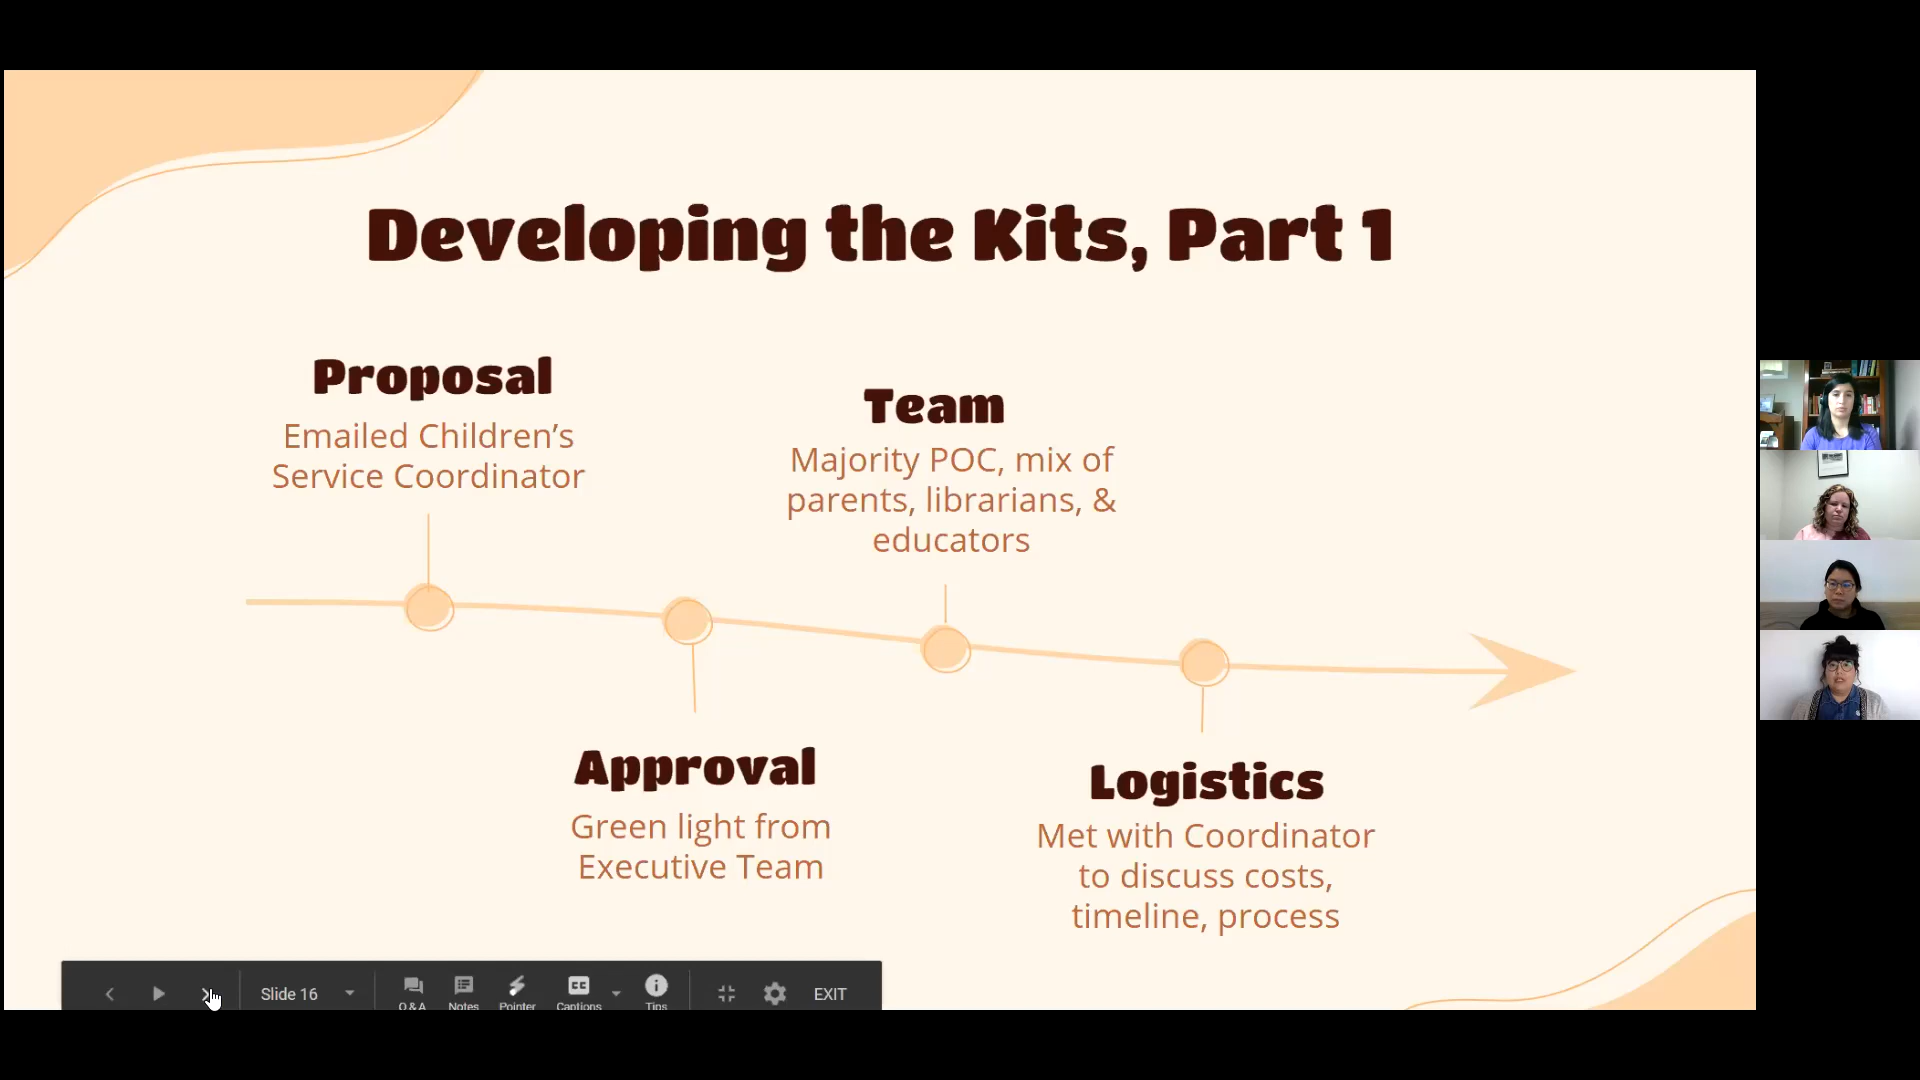 Developing the Kits, Part 1
Proposal
Emailed Children’s
Service Coordinator
Team
Majority POC, mix of
parents, librarians, &
educators
Approval
Green light from
Executive Team
Logistics
Met with Coordinator
to discuss costs,
timeline, process
Slide 16
Q&A
Notes
Pointer
CC
Captions
Tips
EXIT